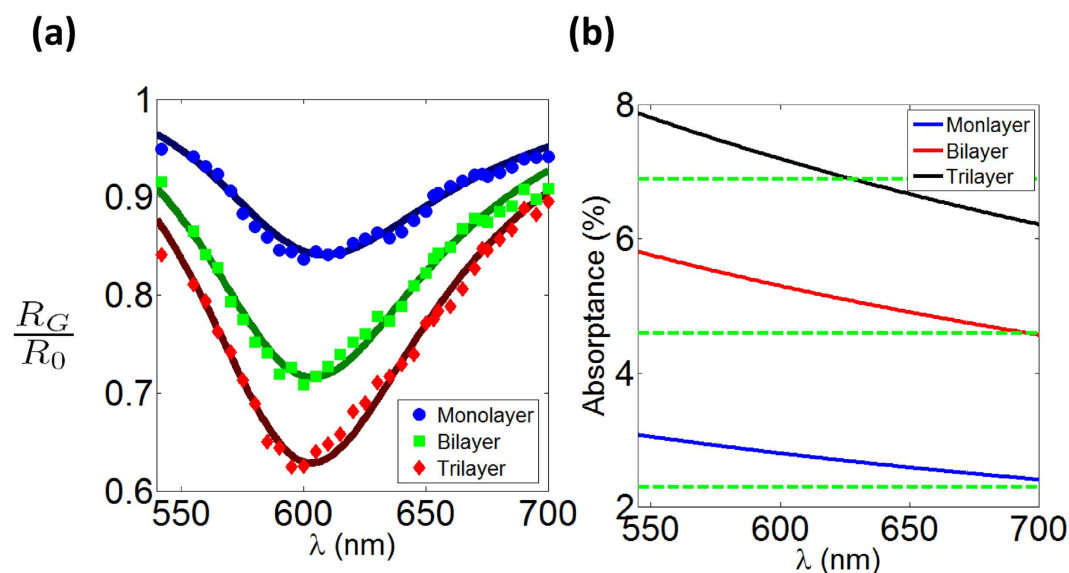 (a)
(b)
1
0.9
0.8
0.7
0.6
R_G
R_0
550
600
650
700
λ (nm)
Monolayer
Bilayer
Trilayer
8
6
4
2
Absorptance (%)
550
600
650
700
λ (nm)
Monlayer
Bilayer
Trilayer